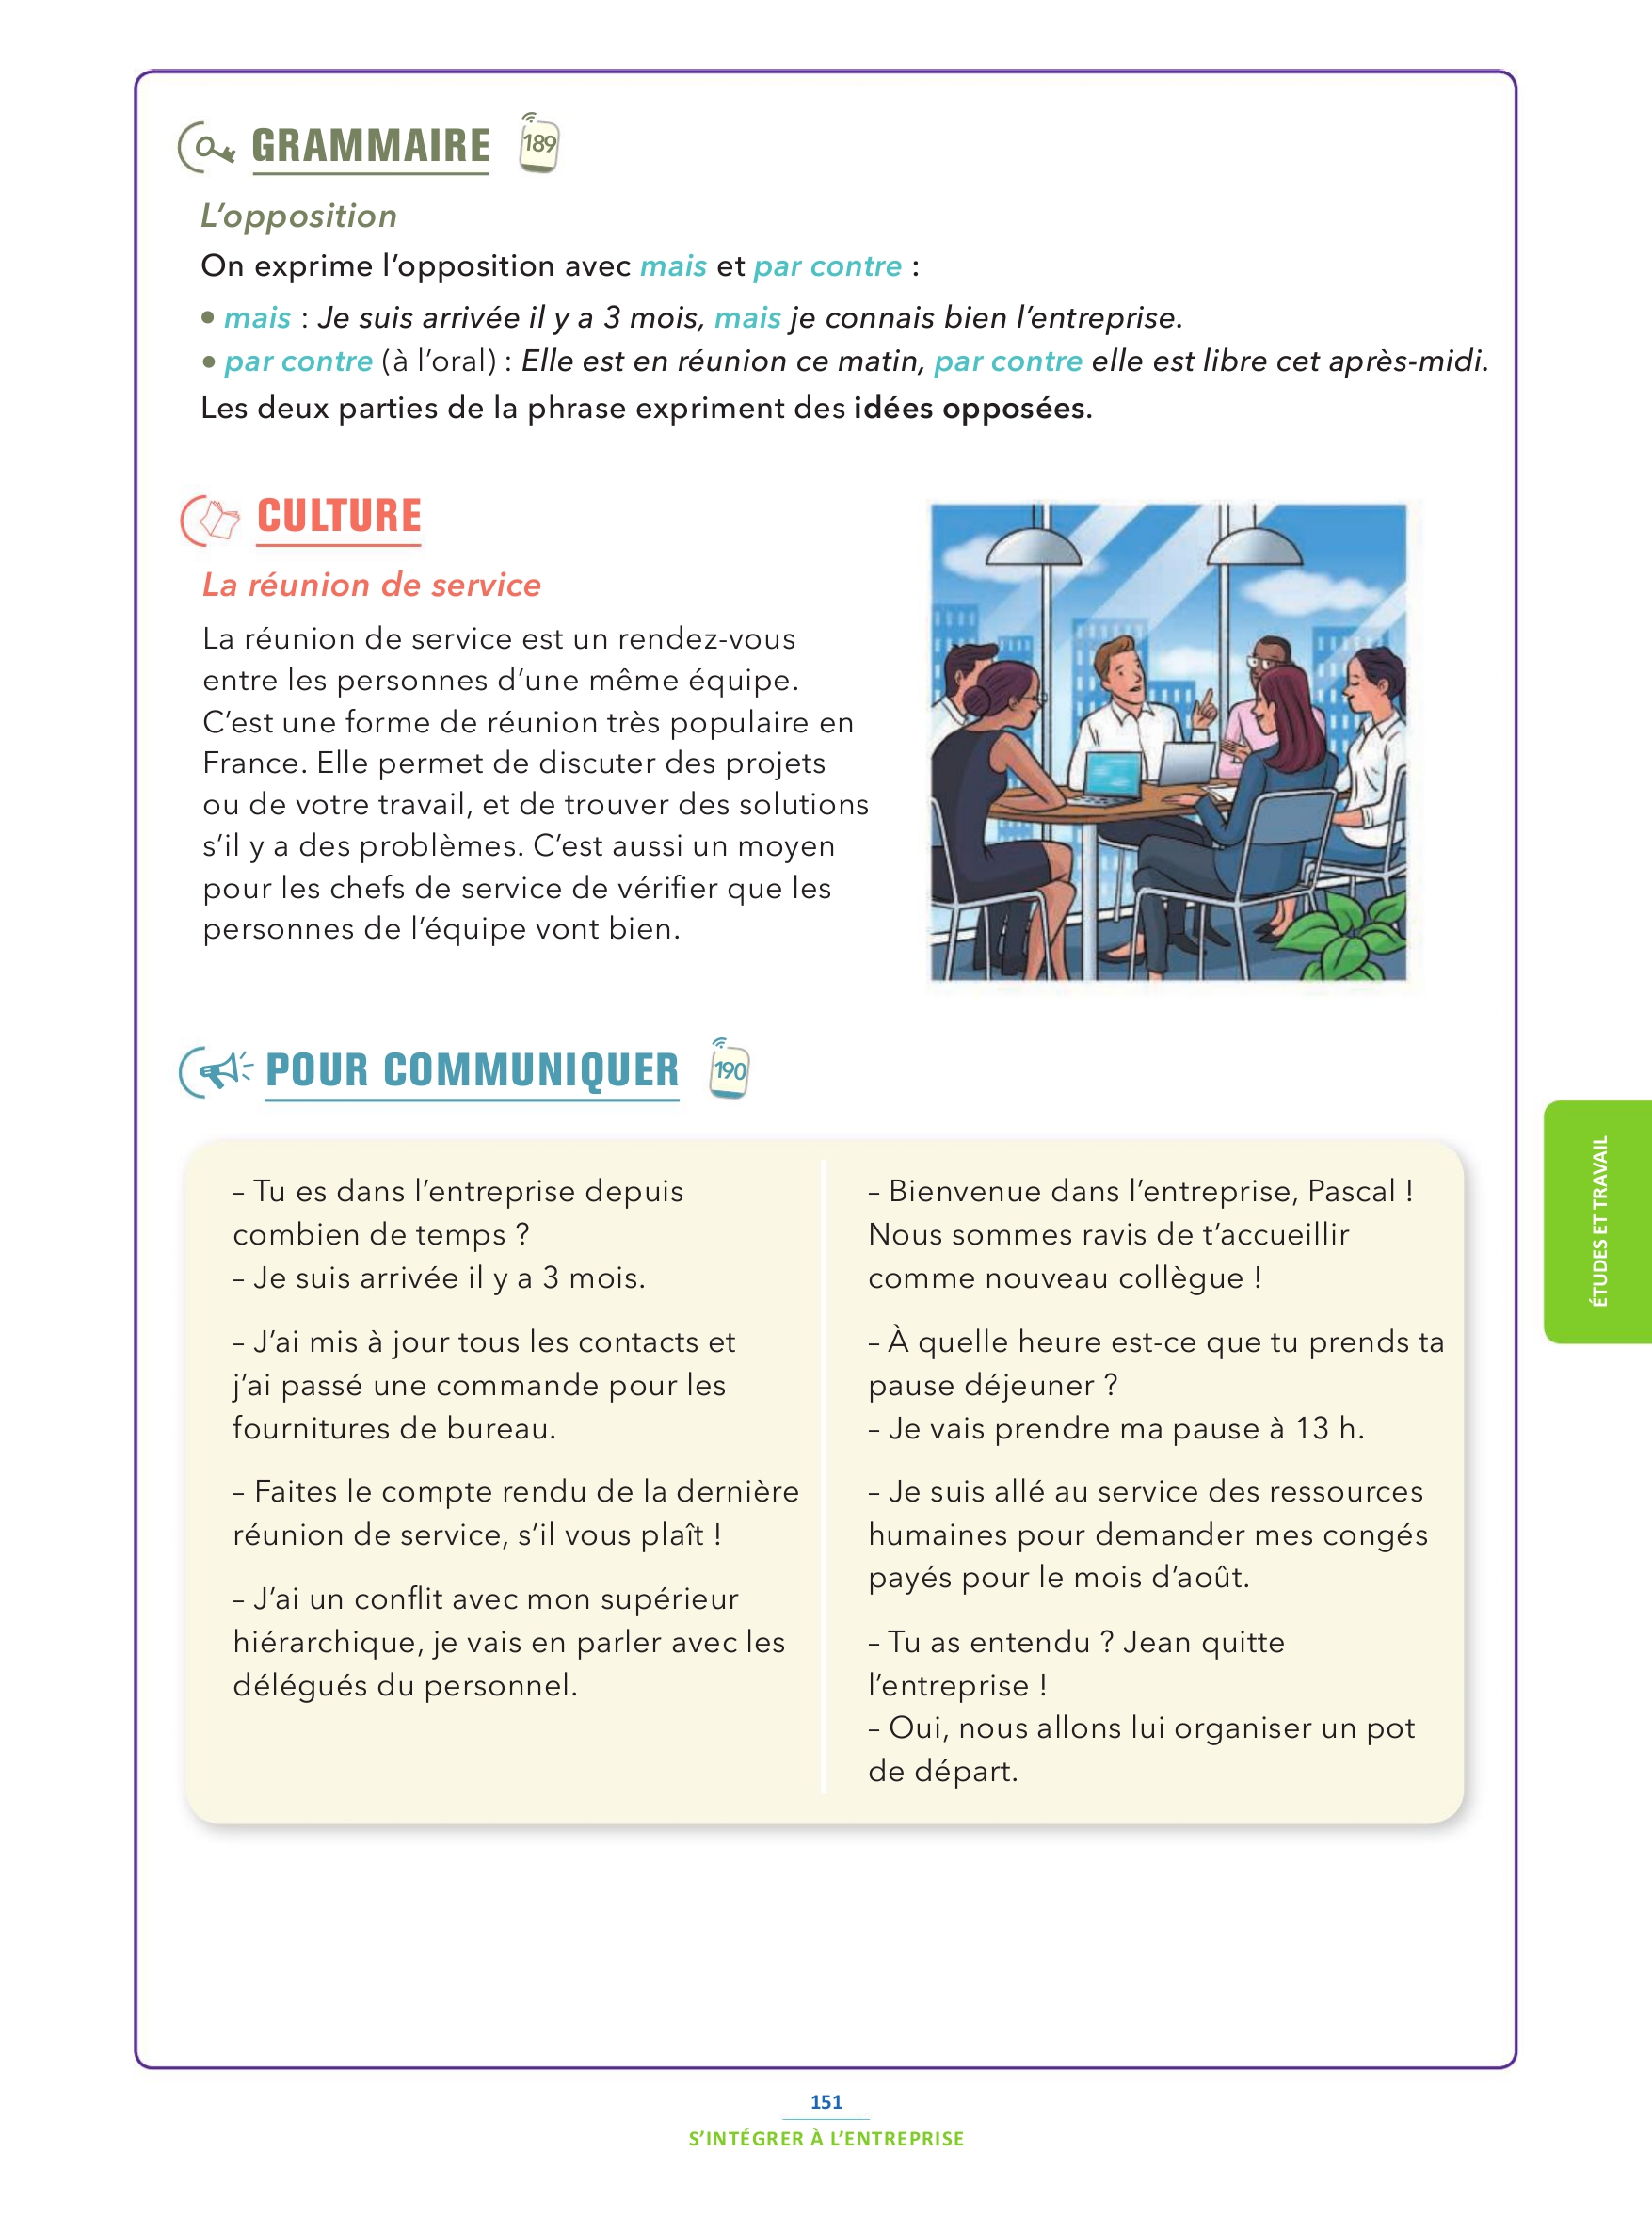 GRAMMAIRE 189
L'opposition
On exprime l'opposition avec mais et par contre :
• mais : Je suis arrivée il y a 3 mois, mais je connais bien l'entreprise.
• par contre (à l'oral) : Elle est en réunion ce matin, par contre elle est libre cet après-midi.
Les deux parties de la phrase expriment des idées opposées.
CULTURE
La réunion de service
La réunion de service est un rendez-vous
entre les personnes d'une même équipe.
C'est une forme de réunion très populaire en
France. Elle permet de discuter des projets
ou de votre travail, et de trouver des solutions
s'il y a des problèmes. C'est aussi un moyen
pour les chefs de service de vérifier que les
personnes de l'équipe vont bien.
POUR COMMUNIQUER 190
– Tu es dans l'entreprise depuis
combien de temps ?
– Je suis arrivée il y a 3 mois.
– J'ai mis à jour tous les contacts et
j'ai passé une commande pour les
fournitures de bureau.
– Faites le compte rendu de la dernière
réunion de service, s'il vous plaît !
– J'ai un conflit avec mon supérieur
hiérarchique, je vais en parler avec les
délégués du personnel.
– Bienvenue dans l'entreprise, Pascal !
Nous sommes ravis de t'accueillir
comme nouveau collègue !
– À quelle heure est-ce que tu prends ta
pause déjeuner ?
– Je vais prendre ma pause à 13 h.
– Je suis allé au service des ressources
humaines pour demander mes congés
payés pour le mois d'août.
– Tu as entendu ? Jean quitte
l'entreprise !
– Oui, nous allons lui organiser un pot
de départ.
ÉTUDES ET TRAVAIL
151
S'INTÉGRER À L'ENTREPRISE